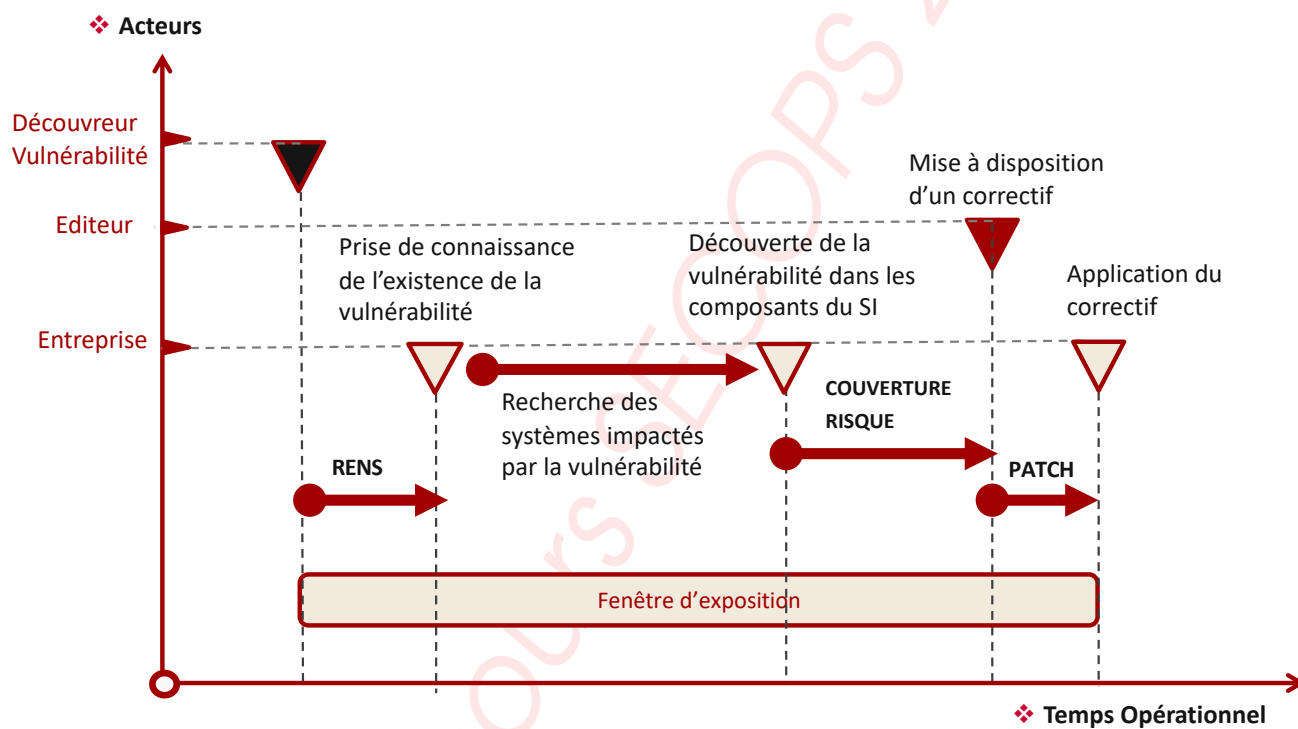 ❖ Acteurs
Découvreur
Vulnérabilité
Mise à disposition
d’un correctif
Editeur
Prise de connaissance
de l’existence de la
vulnérabilité
Découverte de la
vulnérabilité dans les
composants du SI
Application du
correctif
Entreprise
Recherche des
systèmes impactés
par la vulnérabilité
COUVERTURE
RISQUE
RENS
PATCH
Fenêtre d’exposition
❖ Temps Opérationnel
ours SECOPS